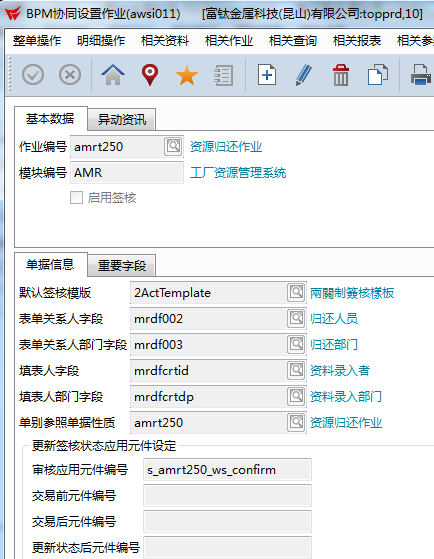 BPM协同设置作业(awsi011) [富钛金属科技(昆山)有限公司:topprd,10]
整单操作 明细操作 相关资料 相关作业 相关查询 相关报表 相关参
基本数据 异动资讯
作业编号 amrt250 资源归还作业
模块编号 AMR 工厂资源管理系统
启用签核
单据信息 重要字段
默认签核模版 2ActTemplate 兩關制簽核樣板
表单关系人字段 mrdf002 归还人员
表单关系人部门字段 mrdf003 归还部门
填表人字段 mrdfcrtid 资料录入者
填表人部门字段 mrdfcrtdp 资料录入部门
单别参照单据性质 amrt250 资源归还作业
更新签核状态应用元件设定
审核应用元件编号 s_amrt250_ws_confirm
交易前元件编号
交易后元件编号
更新状态后元件编号